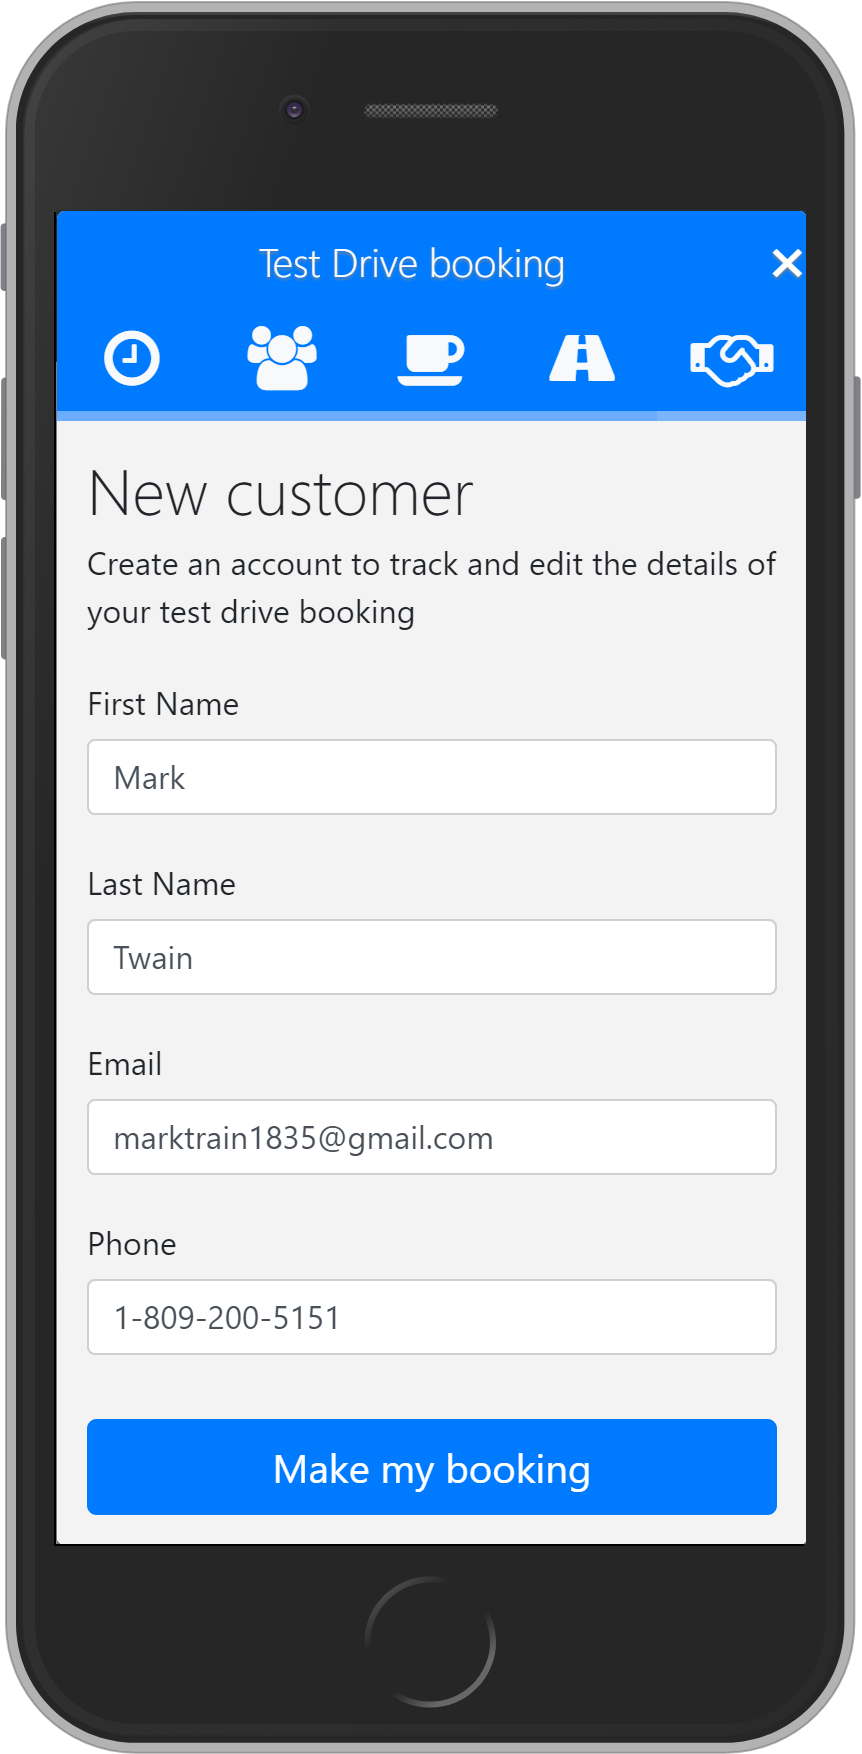 Test Drive booking
New customer
Create an account to track and edit the details of
your test drive booking
First Name
Mark
Last Name
Twain
Email
marktrain1835@gmail.com
Phone
1-809-200-5151
Make my booking